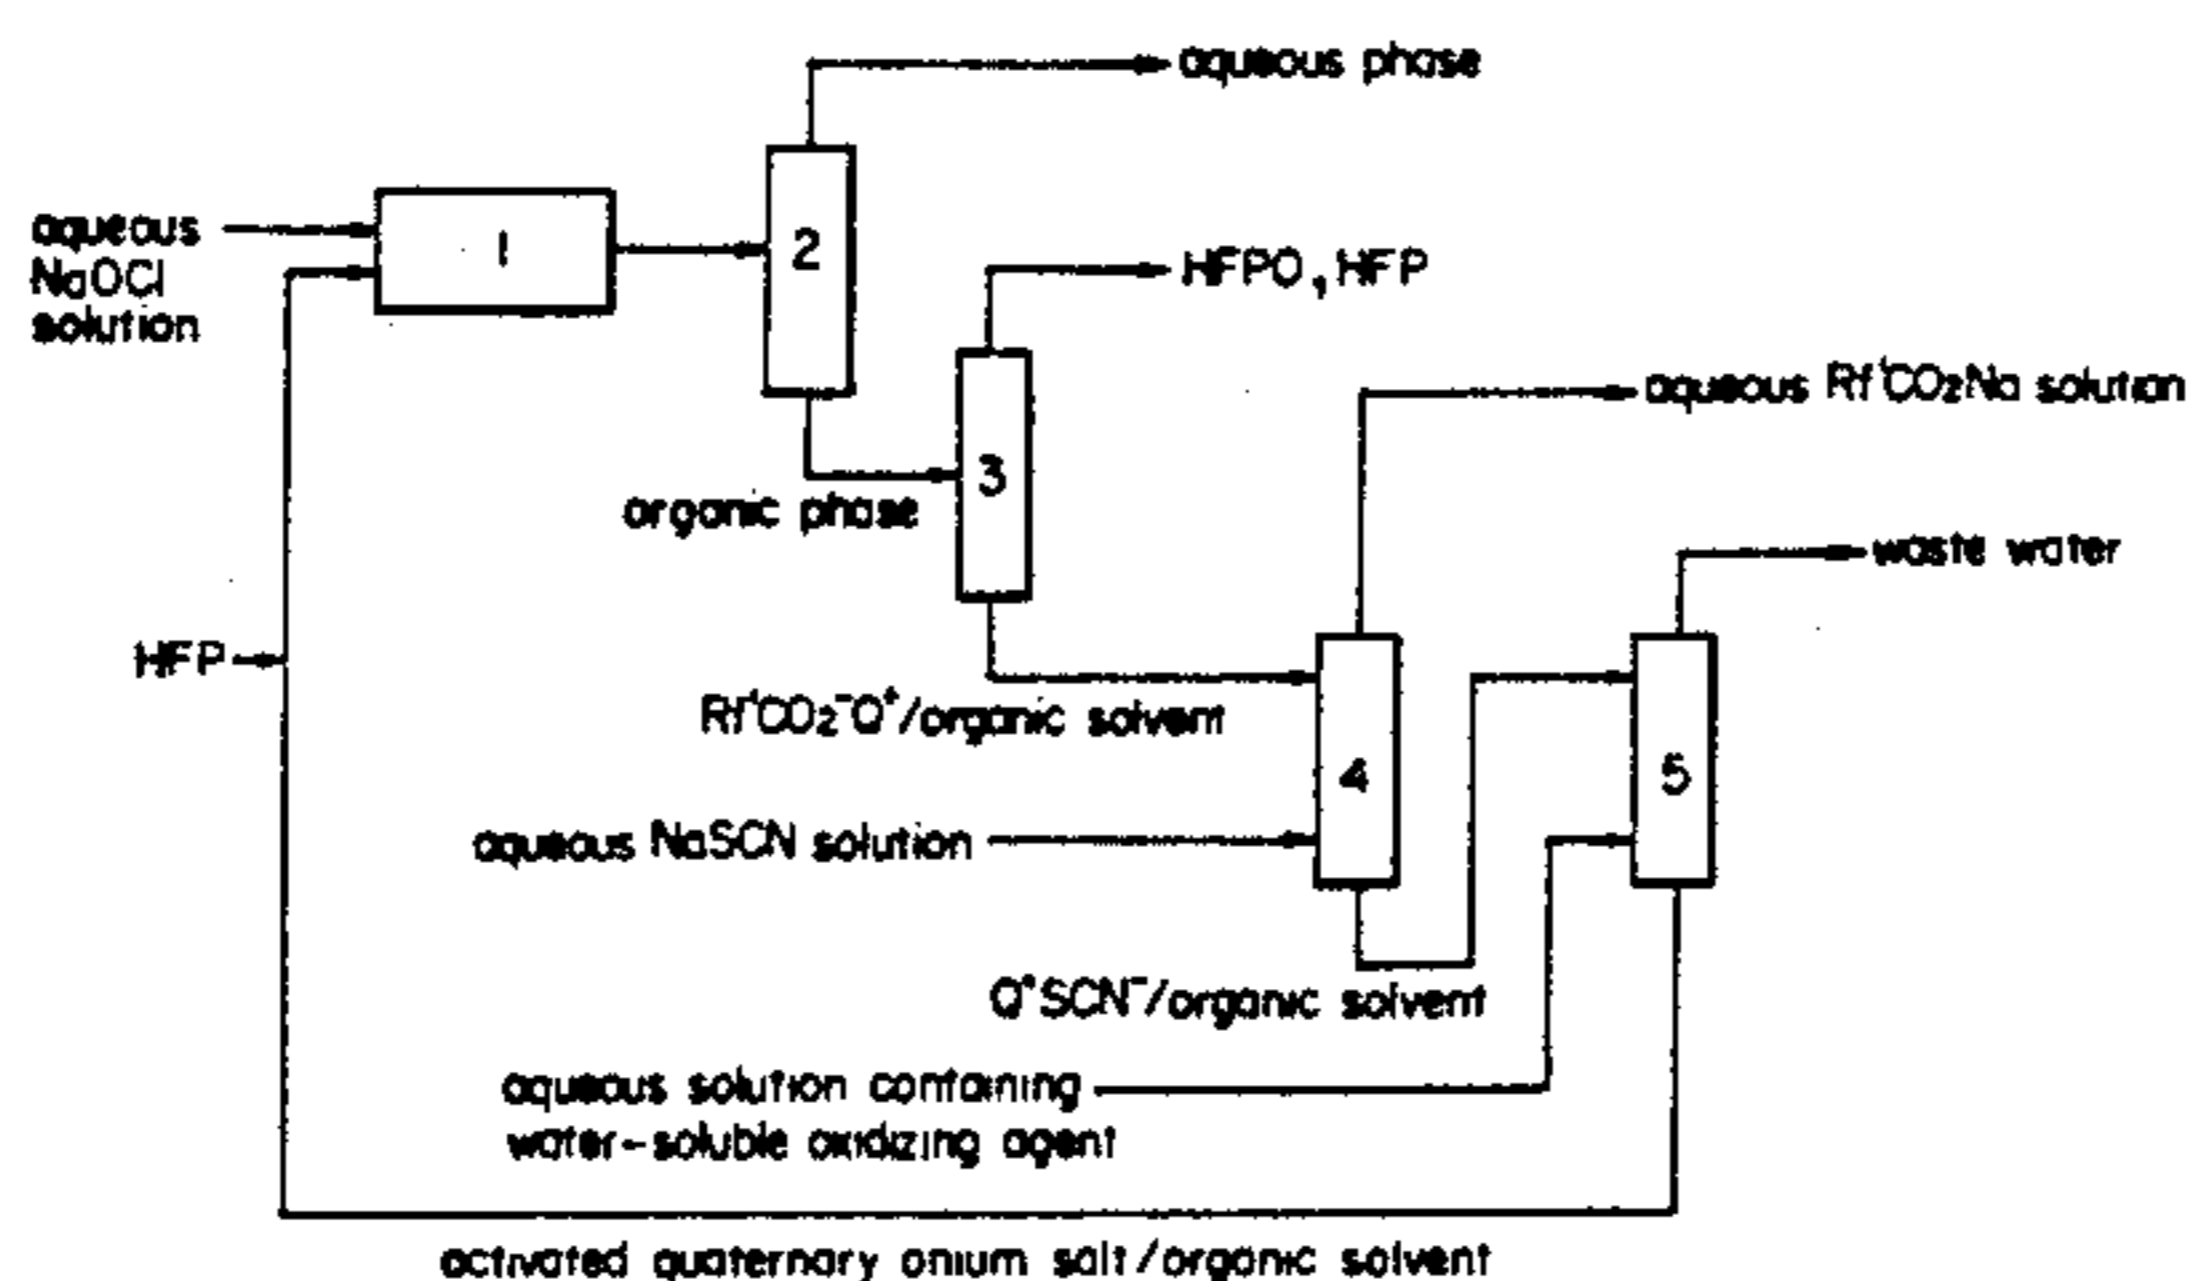 aqueous phase
aqueous
NaOCl
solution
1
2
HFPO, HFP
3
organic phase
aqueous Rf'CO₂Na solution
waste water
HFP
Rf'CO₂⁻Q⁺/organic solvent
4
5
aqueous NaSCN solution
Q⁺SCN⁻/organic solvent
aqueous solution containing
water-soluble oxidizing agent
activated quaternary onium salt/organic solvent